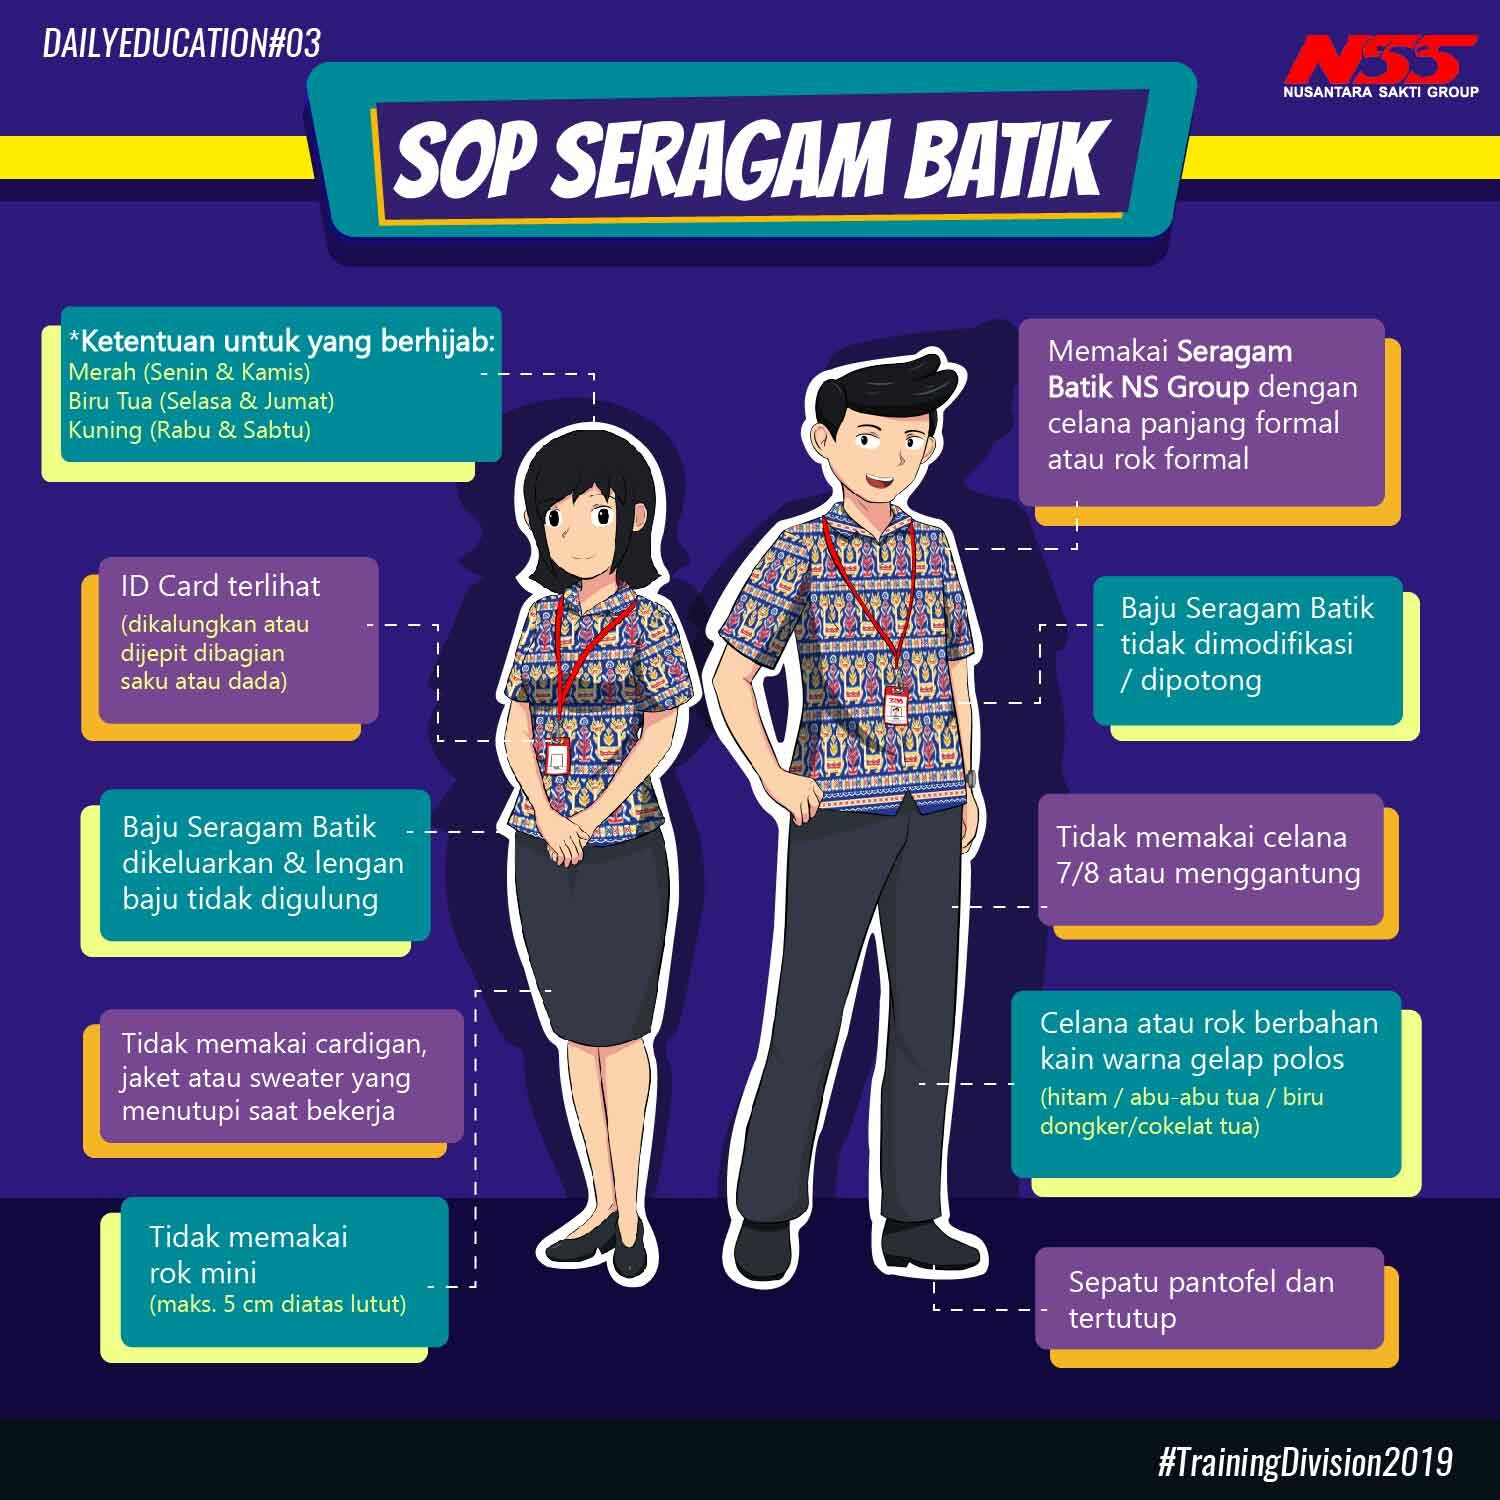 DAILYEDUCATION#03
NSS
NUSANTARA SAKTI GROUP
SOP SERAGAM BATIK
*Ketentuan untuk yang berhijab:
Merah (Senin & Kamis)
Biru Tua (Selasa & Jumat)
Kuning (Rabu & Sabtu)
ID Card terlihat
(dikalungkan atau
dijepit dibagian
saku atau dada)
Baju Seragam Batik
dikeluarkan & lengan
baju tidak digulung
Tidak memakai cardigan,
jaket atau sweater yang
menutupi saat bekerja
Tidak memakai
rok mini
(maks. 5 cm diatas lutut)
Memakai Seragam
Batik NS Group dengan
celana panjang formal
atau rok formal
Baju Seragam Batik
tidak dimodifikasi
/ dipotong
Tidak memakai celana
7/8 atau menggantung
Celana atau rok berbahan
kain warna gelap polos
(hitam / abu-abu tua / biru
dongker/cokelat tua)
Sepatu pantofel dan
tertutup
#TrainingDivision2019